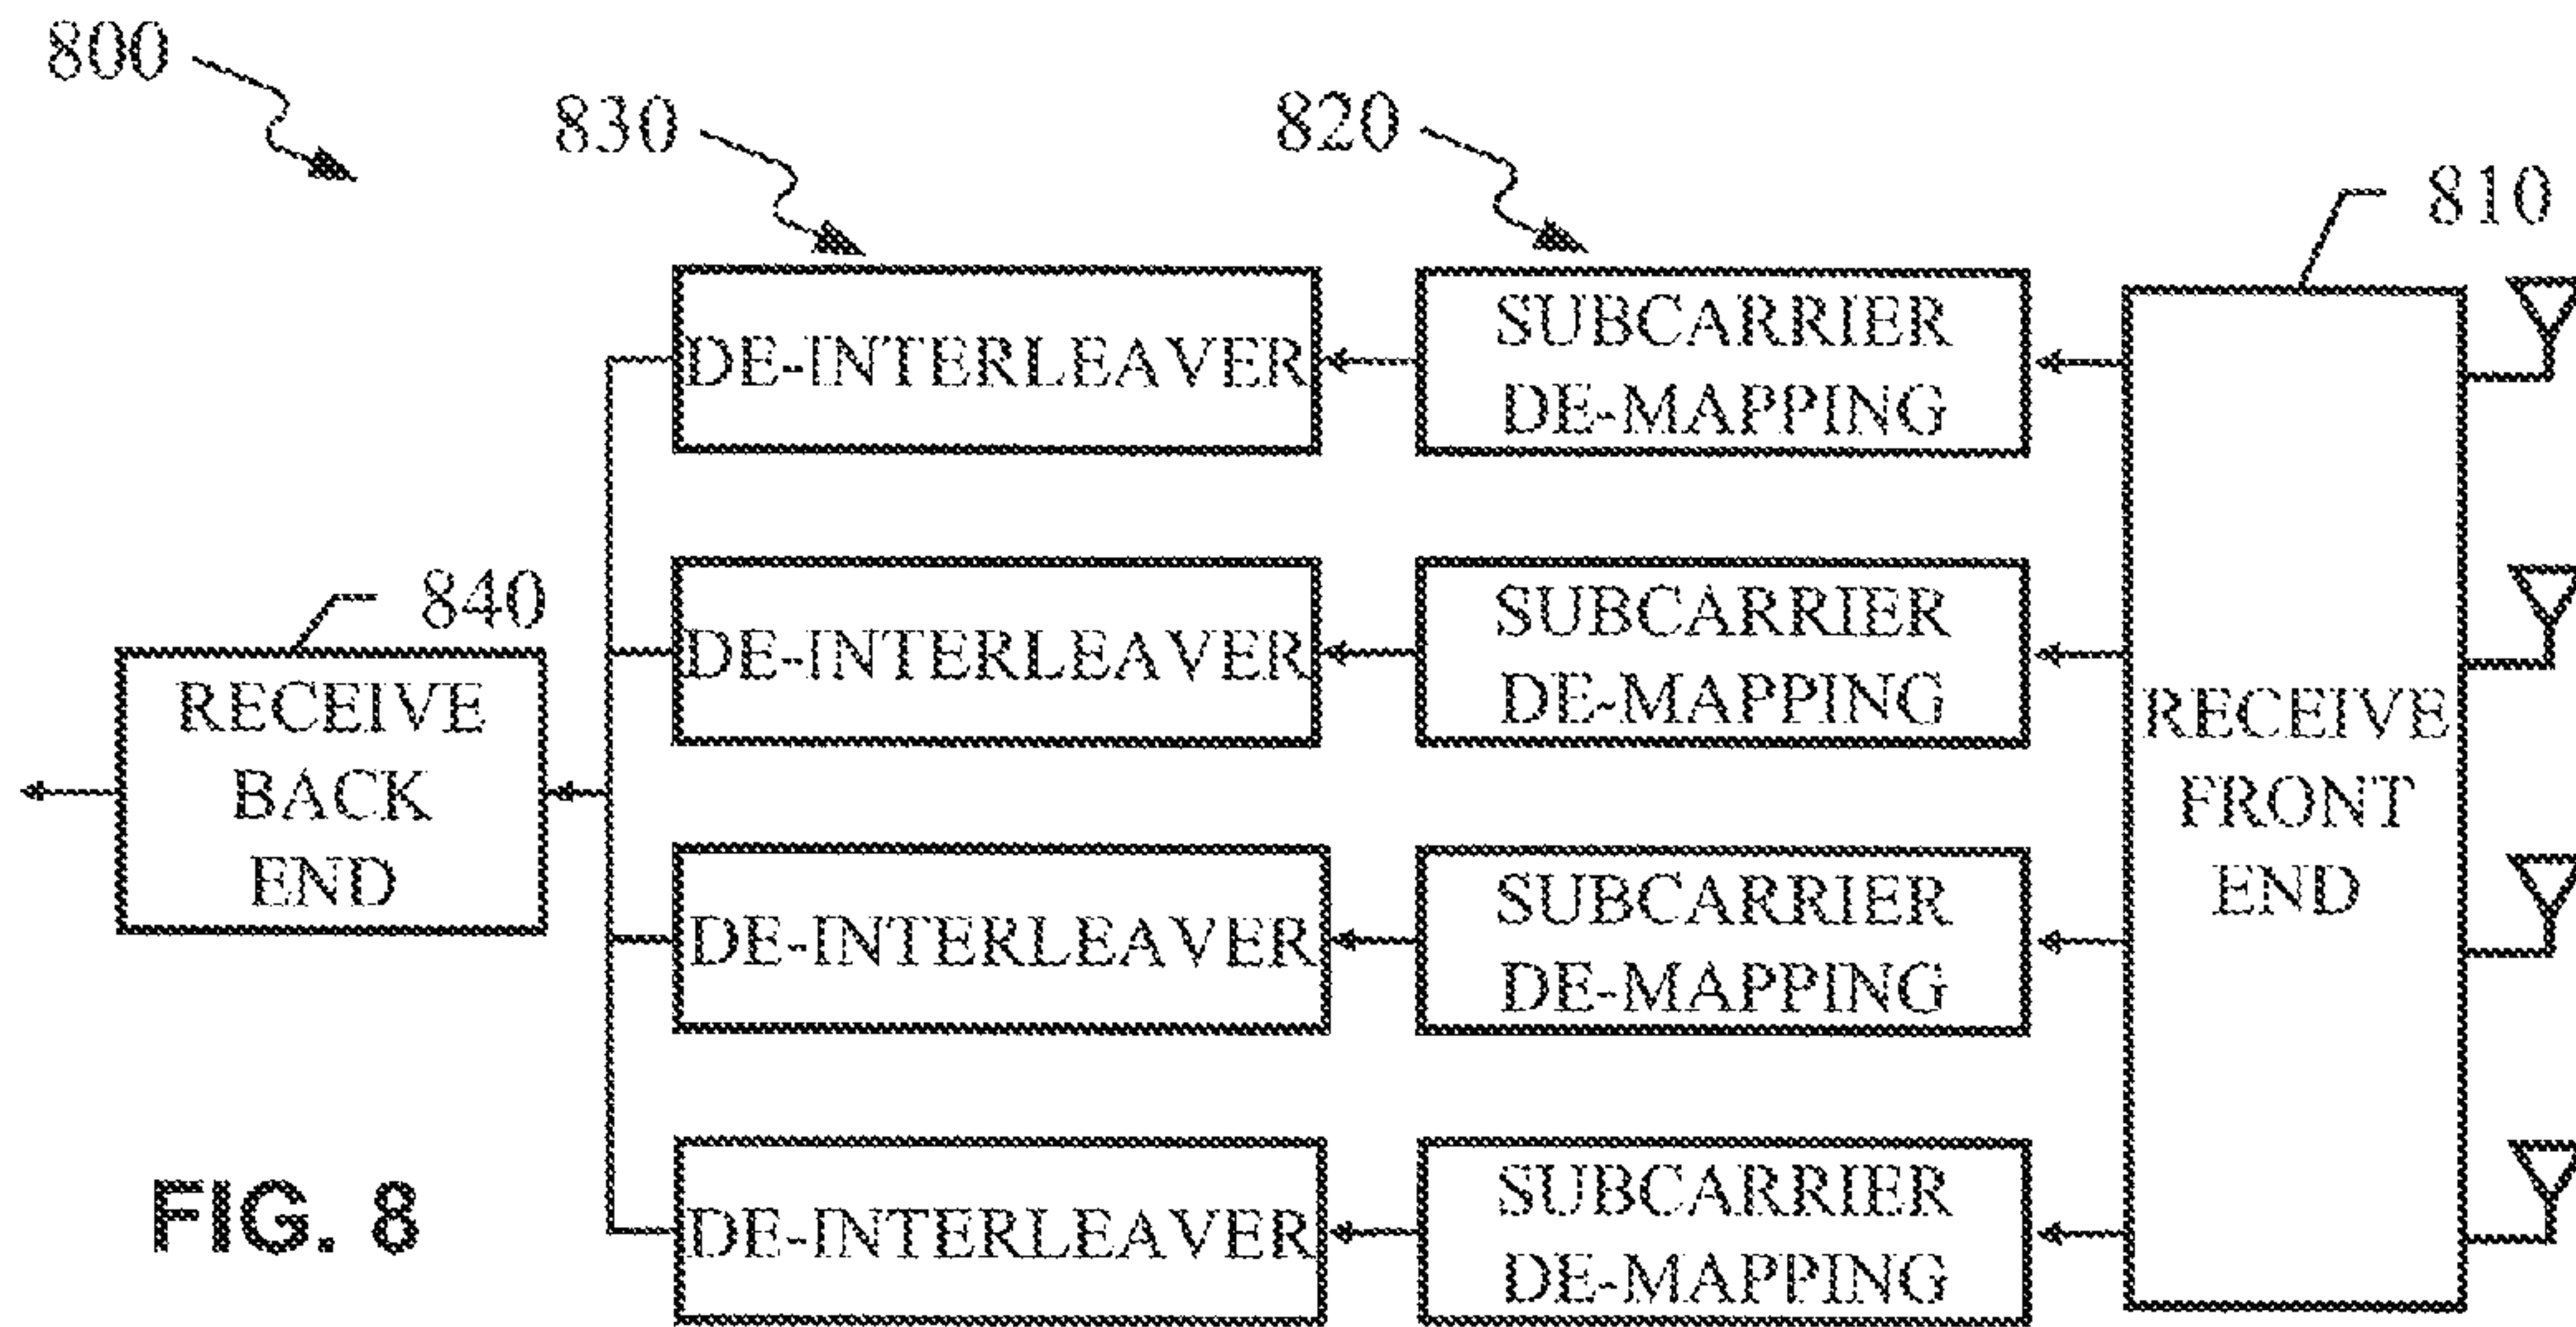 800
830
820
810
DE-INTERLEAVER
SUBCARRIER
DE-MAPPING
840
DE-INTERLEAVER
SUBCARRIER
DE-MAPPING
RECEIVE
BACK
END
RECEIVE
FRONT
END
DE-INTERLEAVER
SUBCARRIER
DE-MAPPING
DE-INTERLEAVER
SUBCARRIER
DE-MAPPING
FIG. 8